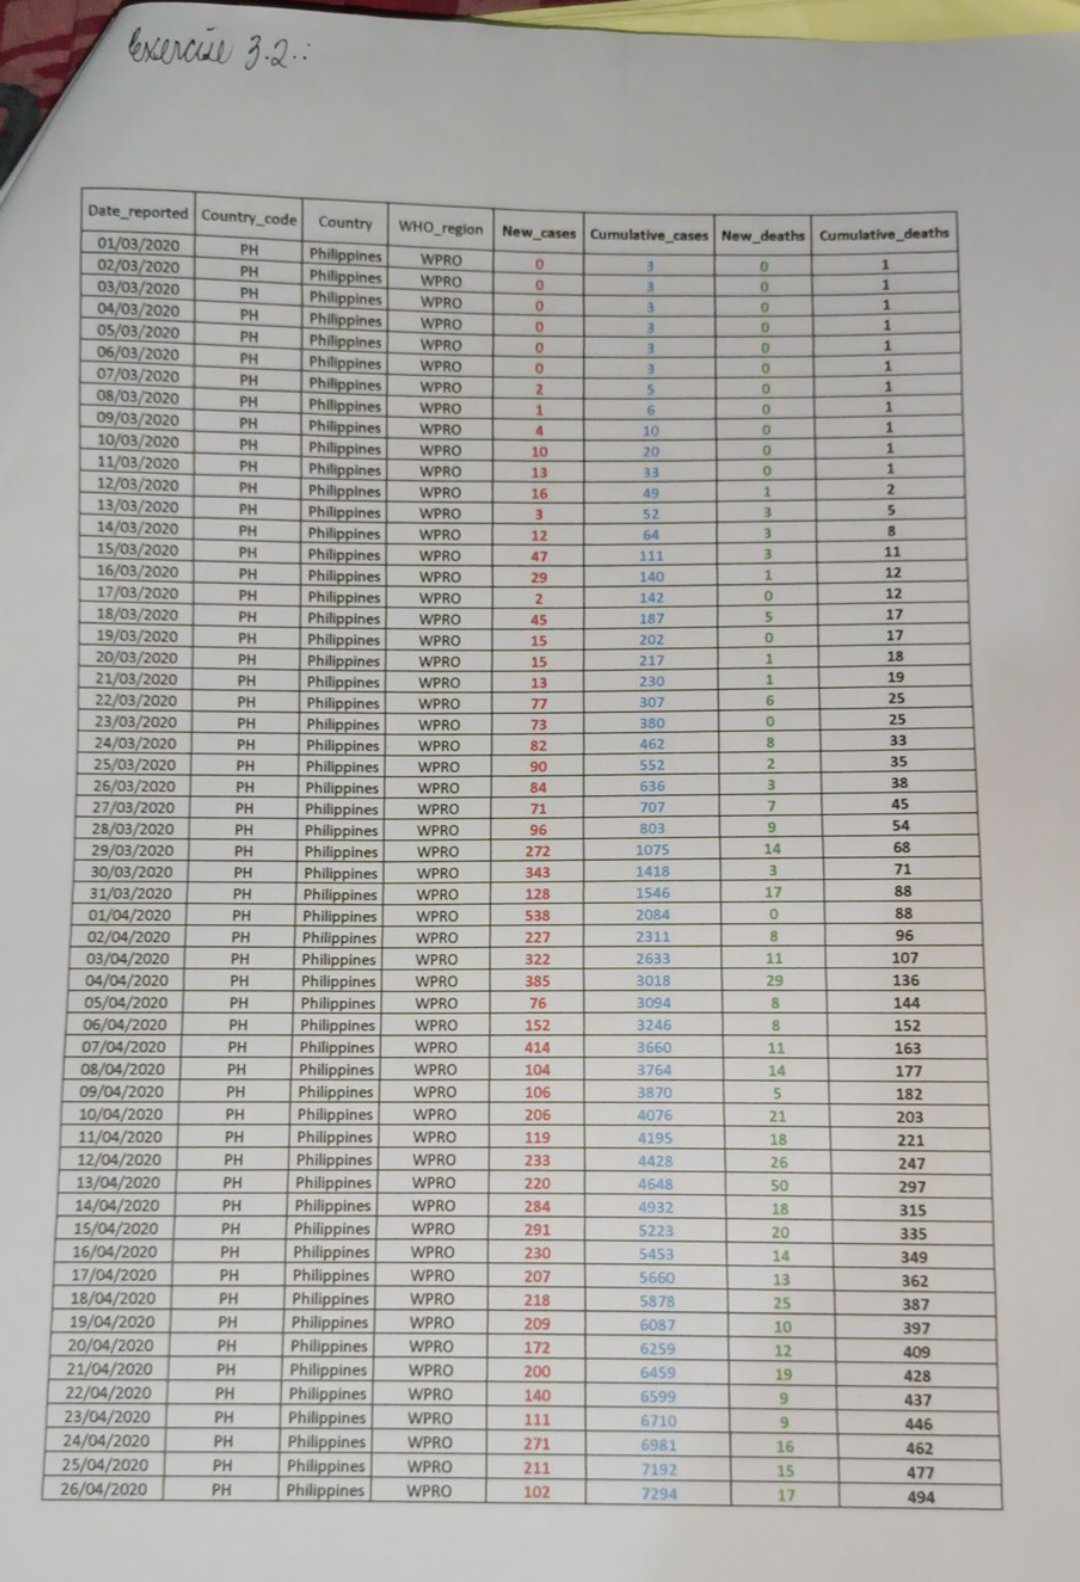 Exercise 3.2.:
Date_reported Country_code Country WHO_region New_cases Cumulative_cases New_deaths Cumulative_deaths
01/03/2020 PH Philippines WPRO 0 3 0 1
02/03/2020 PH Philippines WPRO 0 3 0 1
03/03/2020 PH Philippines WPRO 0 3 0 1
04/03/2020 PH Philippines WPRO 0 3 0 1
05/03/2020 PH Philippines WPRO 0 3 0 1
06/03/2020 PH Philippines WPRO 0 3 0 1
07/03/2020 PH Philippines WPRO 2 5 0 1
08/03/2020 PH Philippines WPRO 1 6 0 1
09/03/2020 PH Philippines WPRO 4 10 0 1
10/03/2020 PH Philippines WPRO 10 20 0 1
11/03/2020 PH Philippines WPRO 13 33 0 1
12/03/2020 PH Philippines WPRO 16 49 1 2
13/03/2020 PH Philippines WPRO 3 52 3 5
14/03/2020 PH Philippines WPRO 12 64 3 8
15/03/2020 PH Philippines WPRO 47 111 3 11
16/03/2020 PH Philippines WPRO 29 140 1 12
17/03/2020 PH Philippines WPRO 2 142 0 12
18/03/2020 PH Philippines WPRO 45 187 5 17
19/03/2020 PH Philippines WPRO 15 202 0 17
20/03/2020 PH Philippines WPRO 15 217 1 18
21/03/2020 PH Philippines WPRO 13 230 1 19
22/03/2020 PH Philippines WPRO 77 307 6 25
23/03/2020 PH Philippines WPRO 73 380 0 25
24/03/2020 PH Philippines WPRO 82 462 8 33
25/03/2020 PH Philippines WPRO 90 552 2 35
26/03/2020 PH Philippines WPRO 84 636 3 38
27/03/2020 PH Philippines WPRO 71 707 7 45
28/03/2020 PH Philippines WPRO 96 803 9 54
29/03/2020 PH Philippines WPRO 272 1075 14 68
30/03/2020 PH Philippines WPRO 343 1418 3 71
31/03/2020 PH Philippines WPRO 128 1546 17 88
01/04/2020 PH Philippines WPRO 538 2084 0 88
02/04/2020 PH Philippines WPRO 227 2311 8 96
03/04/2020 PH Philippines WPRO 322 2633 11 107
04/04/2020 PH Philippines WPRO 385 3018 29 136
05/04/2020 PH Philippines WPRO 76 3094 8 144
06/04/2020 PH Philippines WPRO 152 3246 8 152
07/04/2020 PH Philippines WPRO 414 3660 11 163
08/04/2020 PH Philippines WPRO 104 3764 14 177
09/04/2020 PH Philippines WPRO 106 3870 5 182
10/04/2020 PH Philippines WPRO 206 4076 21 203
11/04/2020 PH Philippines WPRO 119 4195 18 221
12/04/2020 PH Philippines WPRO 233 4428 26 247
13/04/2020 PH Philippines WPRO 220 4648 50 297
14/04/2020 PH Philippines WPRO 284 4932 18 315
15/04/2020 PH Philippines WPRO 291 5223 20 335
16/04/2020 PH Philippines WPRO 230 5453 14 349
17/04/2020 PH Philippines WPRO 207 5660 13 362
18/04/2020 PH Philippines WPRO 218 5878 25 387
19/04/2020 PH Philippines WPRO 209 6087 10 397
20/04/2020 PH Philippines WPRO 172 6259 12 409
21/04/2020 PH Philippines WPRO 200 6459 19 428
22/04/2020 PH Philippines WPRO 140 6599 9 437
23/04/2020 PH Philippines WPRO 111 6710 9 446
24/04/2020 PH Philippines WPRO 271 6981 16 462
25/04/2020 PH Philippines WPRO 211 7192 15 477
26/04/2020 PH Philippines WPRO 102 7294 17 494